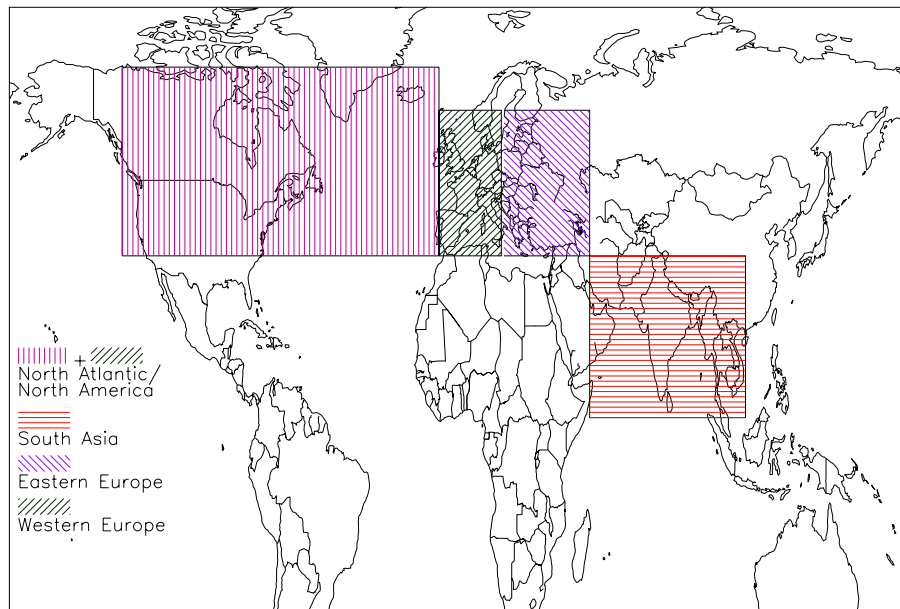 +
North Atlantic/
North America
South Asia
Eastern Europe
Western Europe